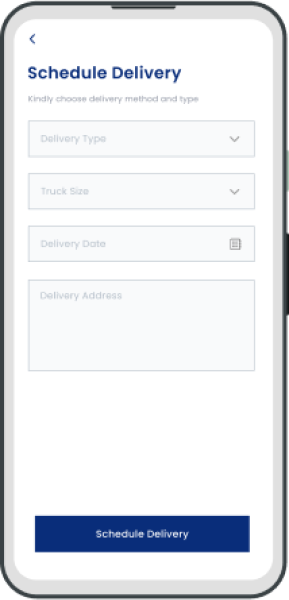 Schedule Delivery
Kindly choose delivery method and type
Delivery Type
Truck Size
Delivery Date
Delivery Address
Schedule Delivery